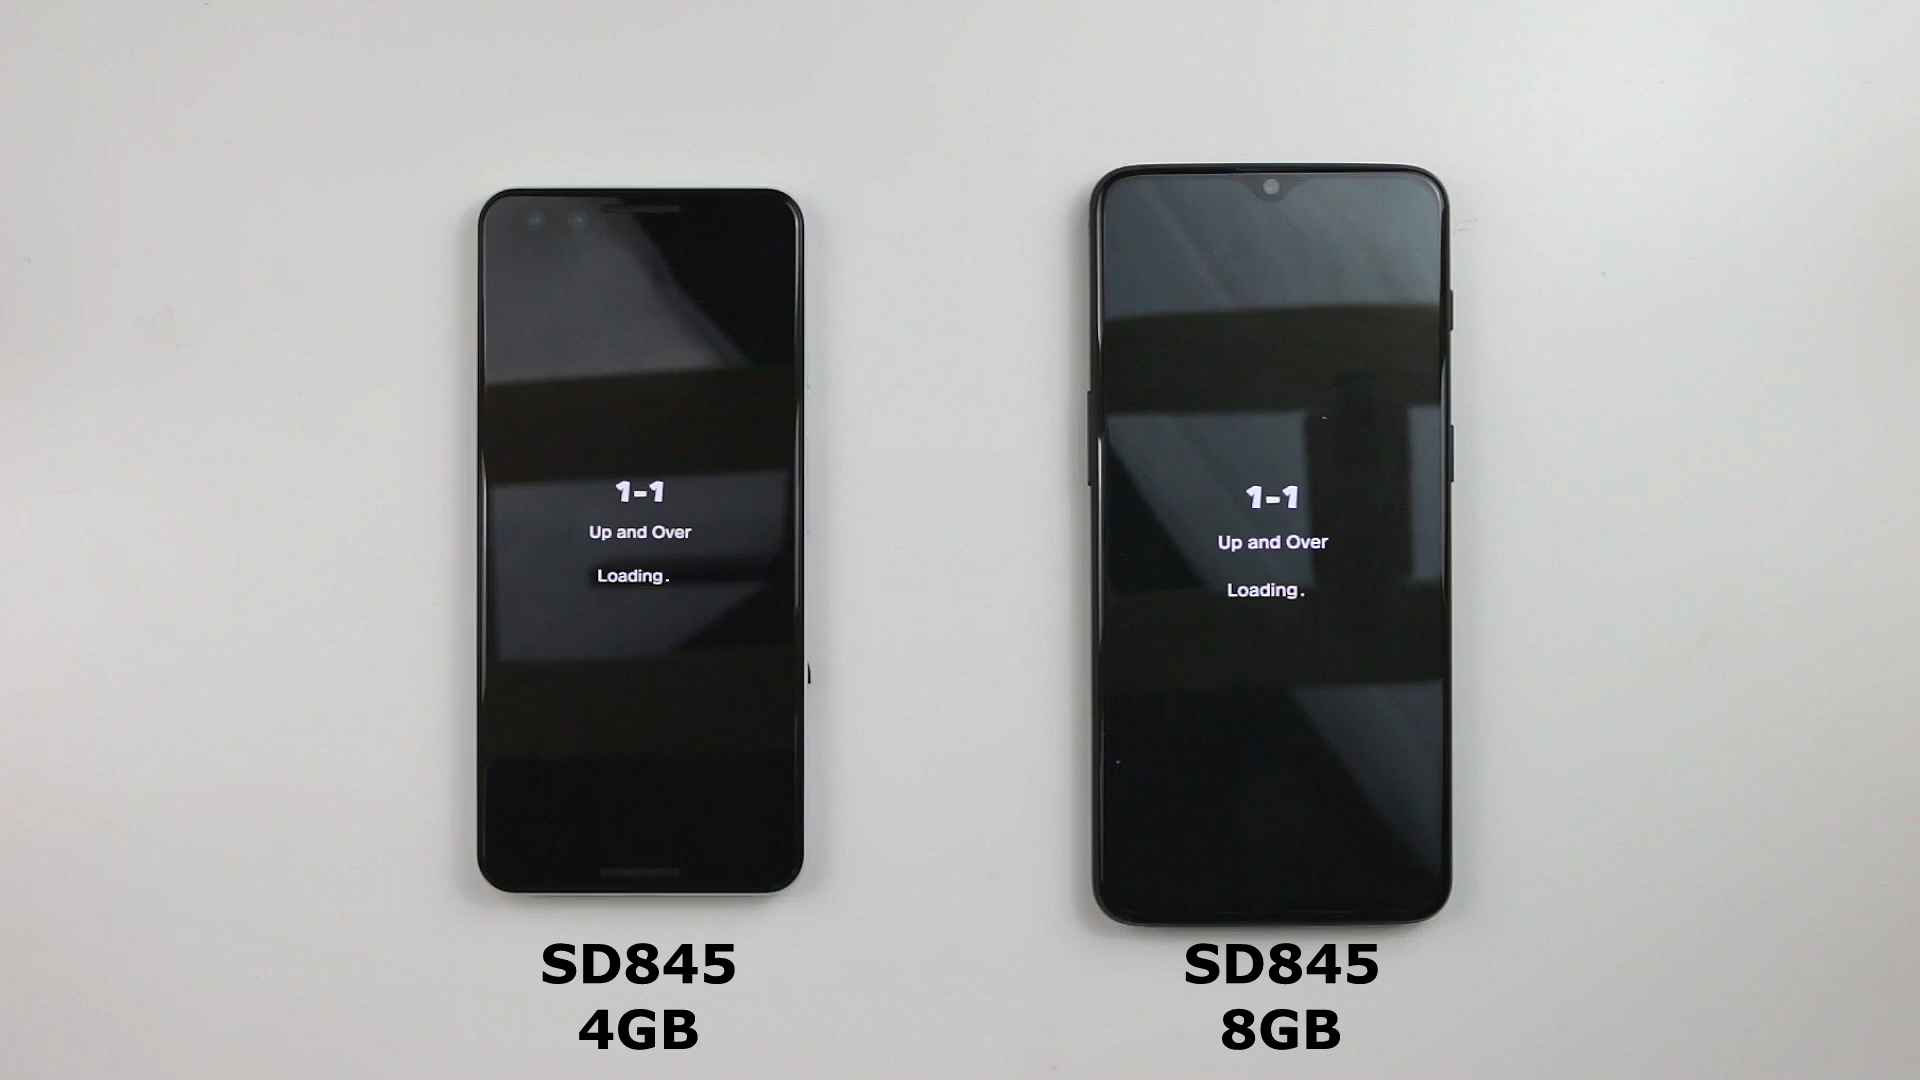 1-1
Up and Over
Loading.
1-1
Up and Over
Loading.
SD845
4GB
SD845
8GB